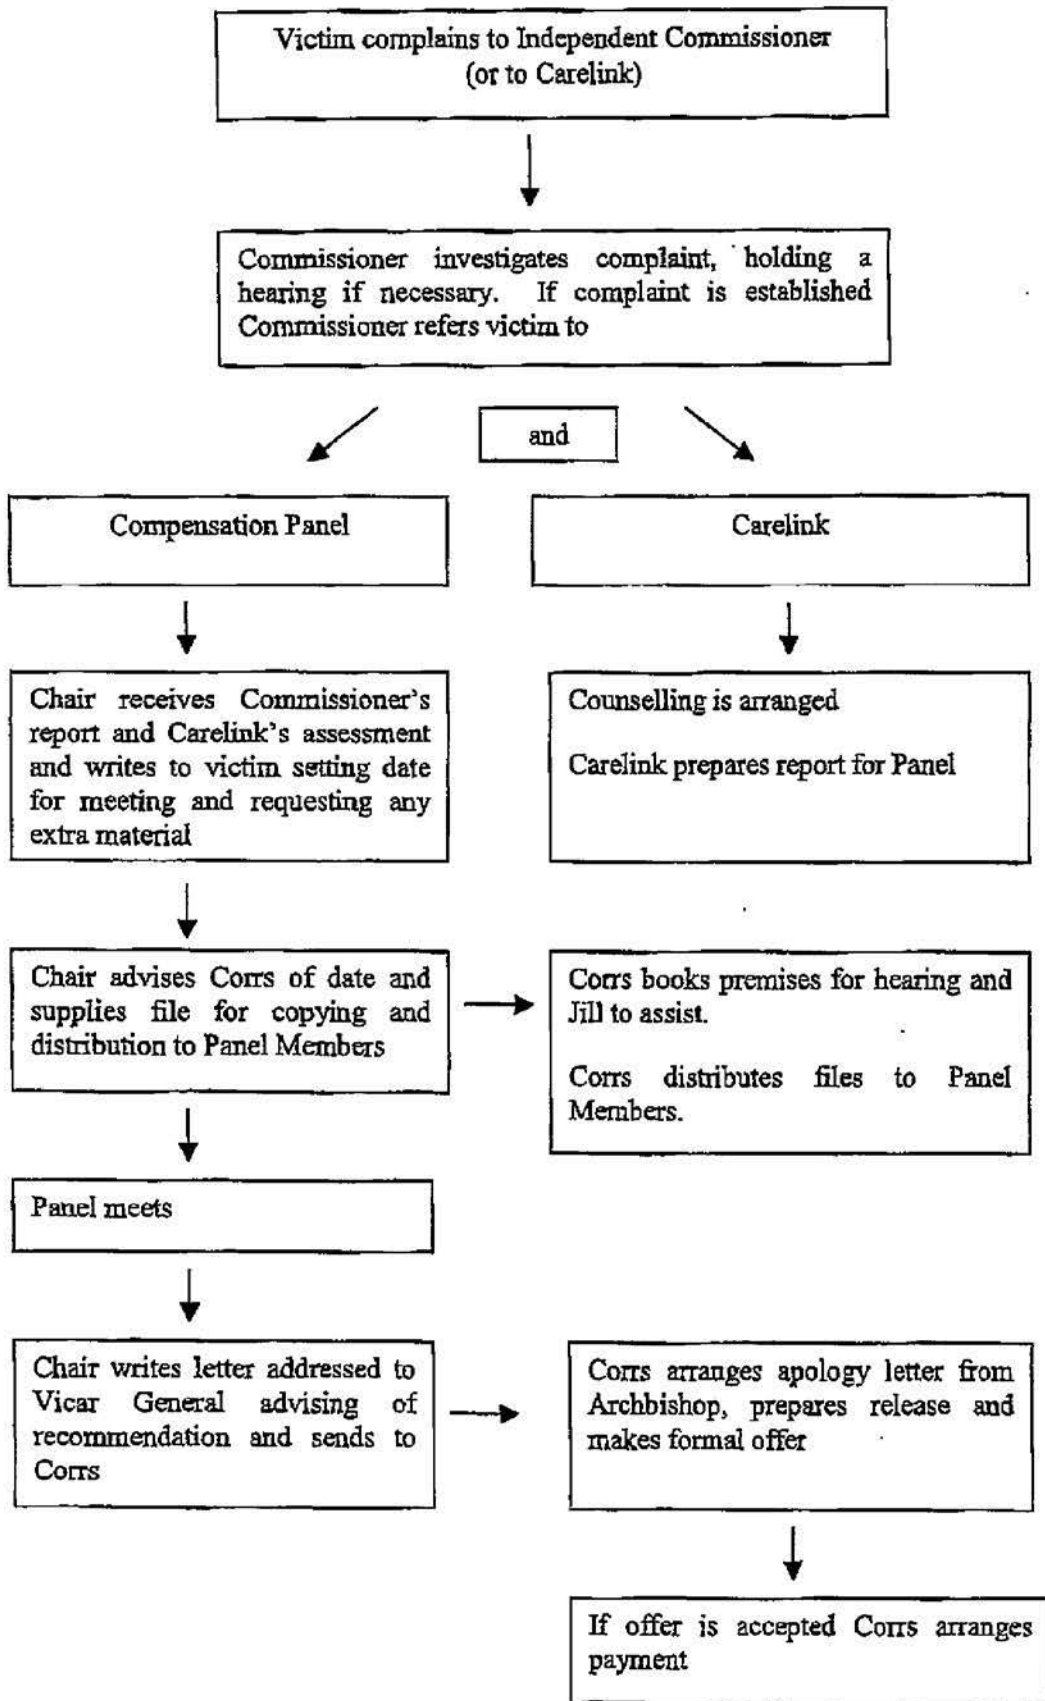 Victim complains to Independent Commissioner
(or to Carelink)
Commissioner investigates complaint, holding a
hearing if necessary. If complaint is established
Commissioner refers victim to
and
Compensation Panel
Carelink
Chair receives Commissioner's
report and Carelink's assessment
and writes to victim setting date
for meeting and requesting any
extra material
Counselling is arranged
Carelink prepares report for Panel
Chair advises Corrs of date and
supplies file for copying and
distribution to Panel Members
Corrs books premises for hearing and
Jill to assist.
Corrs distributes files to Panel
Members.
Panel meets
Chair writes letter addressed to
Vicar General advising of
recommendation and sends to
Corrs
Corrs arranges apology letter from
Archbishop, prepares release and
makes formal offer
If offer is accepted Corrs arranges
payment